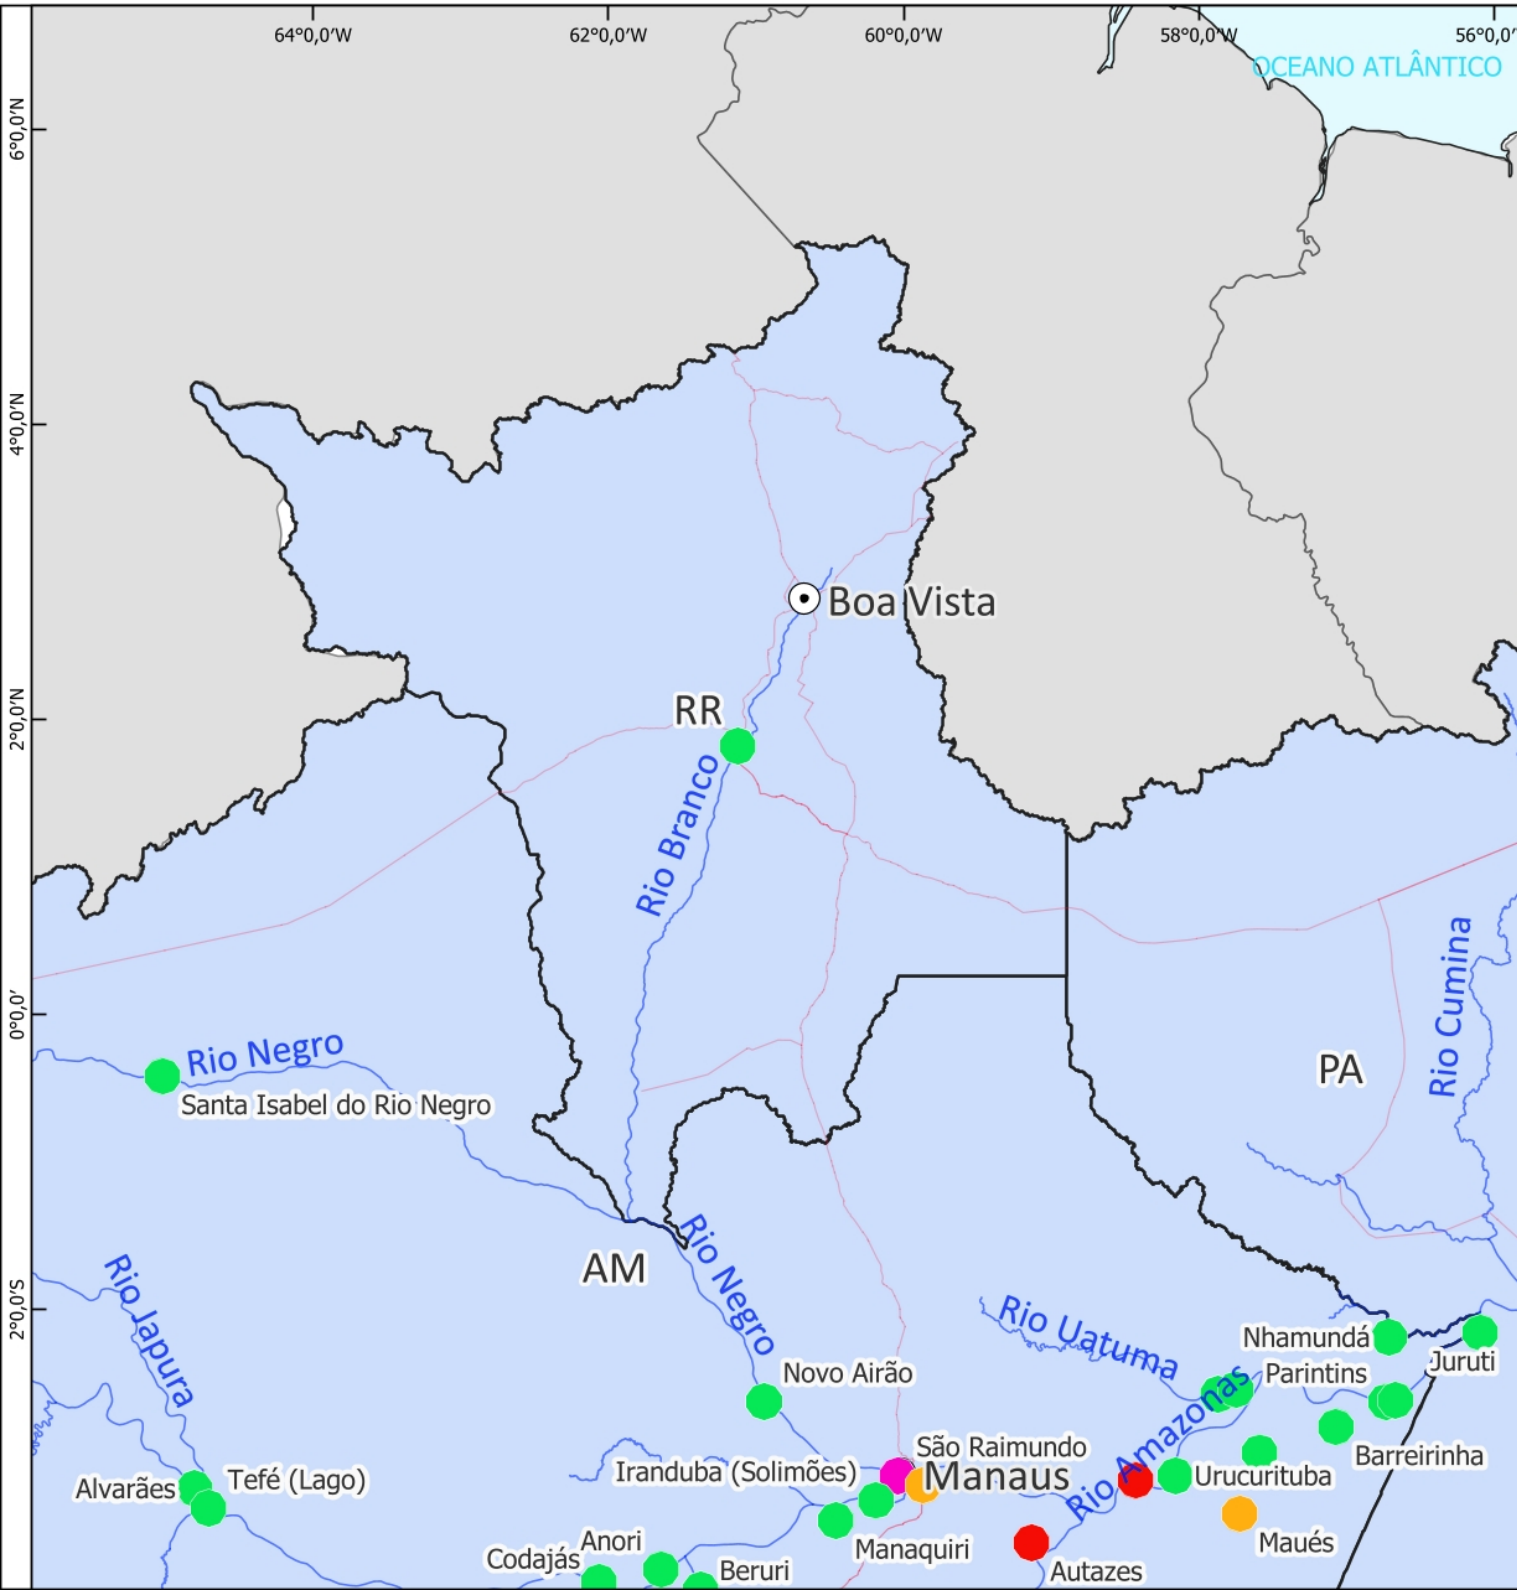 64°0,0'W
62°0,0'W
60°0,0'W
58°0,0'W
56°0,0'
OCEANO ATLÂNTICO
6°0,0'N
4°0,0'N
Boa Vista
2°0,0'N
RR
Rio Branco
Rio Cumina
0°0,0'
Rio Negro
PA
Santa Isabel do Rio Negro
AM
Rio Negro
Rio Japura
2°0,0'S
Rio Uatuma
Nhamundá
Juruti
Parintins
Novo Airão
Rio Amazonas
São Raimundo
Barreirinha
Iranduba (Solimões)
Manaus
Urucurituba
Alvarães
Tefé (Lago)
Maués
Manaquiri
Anori
Codajás
Beruri
Autazes